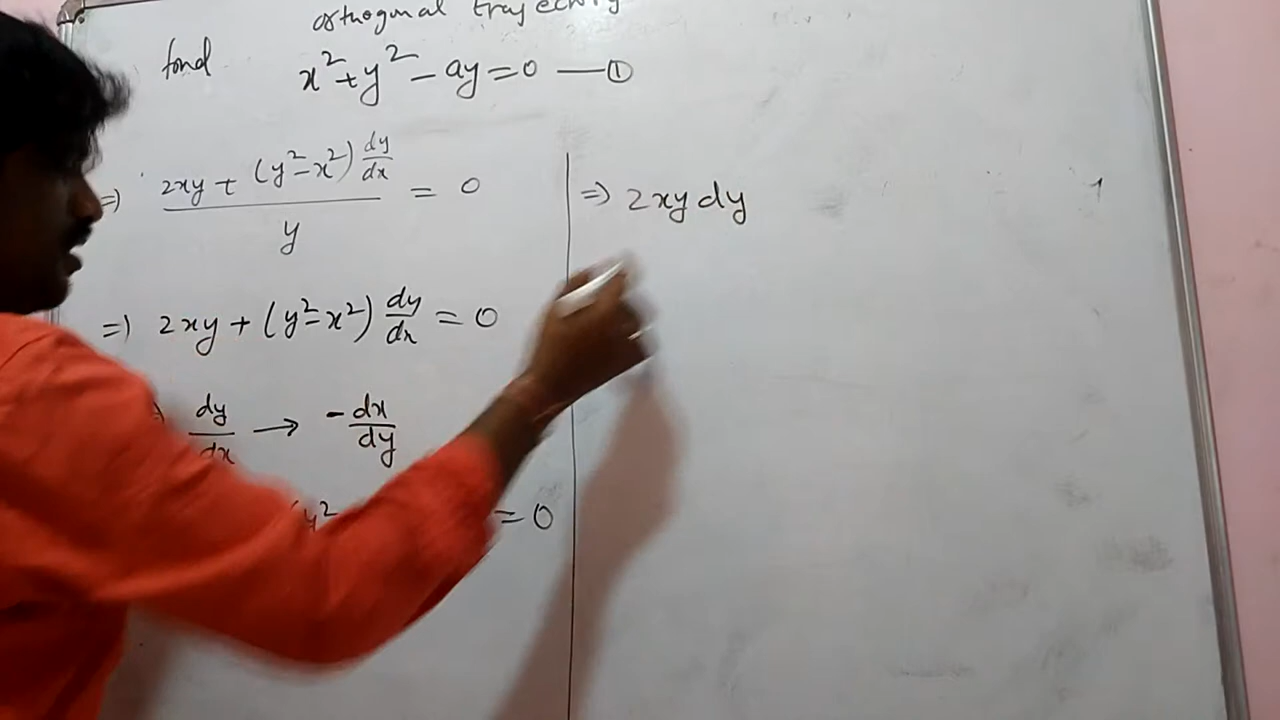 orthogonal trajectory
find x² + y² - ay = 0 — ①
⇒ (2xy + (y² - x²) dy/dx) / y = 0
⇒ 2xy + (y² - x²) dy/dx = 0
dy/dx → - dx/dy
(y² = 0
⇒ 2xy dy